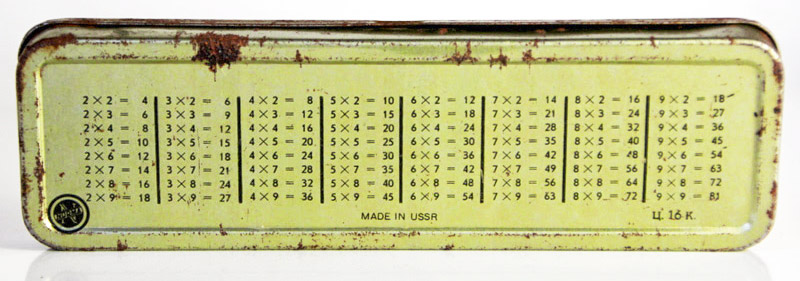 2 × 2 = 4 3 × 2 = 6 4 × 2 = 8 5 × 2 = 10 6 × 2 = 12 7 × 2 = 14 8 × 2 = 16 9 × 2 = 18
2 × 3 = 6 3 × 3 = 9 4 × 3 = 12 5 × 3 = 15 6 × 3 = 18 7 × 3 = 21 8 × 3 = 24 9 × 3 = 27
2 × 4 = 8 3 × 4 = 12 4 × 4 = 16 5 × 4 = 20 6 × 4 = 24 7 × 4 = 28 8 × 4 = 32 9 × 4 = 36
2 × 5 = 10 3 × 5 = 15 4 × 5 = 20 5 × 5 = 25 6 × 5 = 30 7 × 5 = 35 8 × 5 = 40 9 × 5 = 45
2 × 6 = 12 3 × 6 = 18 4 × 6 = 24 5 × 6 = 30 6 × 6 = 36 7 × 6 = 42 8 × 6 = 48 9 × 6 = 54
2 × 7 = 14 3 × 7 = 21 4 × 7 = 28 5 × 7 = 35 6 × 7 = 42 7 × 7 = 49 8 × 7 = 56 9 × 7 = 63
2 × 8 = 16 3 × 8 = 24 4 × 8 = 32 5 × 8 = 40 6 × 8 = 48 7 × 8 = 56 8 × 8 = 64 9 × 8 = 72
2 × 9 = 18 3 × 9 = 27 4 × 9 = 36 5 × 9 = 45 6 × 9 = 54 7 × 9 = 63 8 × 9 = 72 9 × 9 = 81
MADE IN USSR
Ц. 16 к.